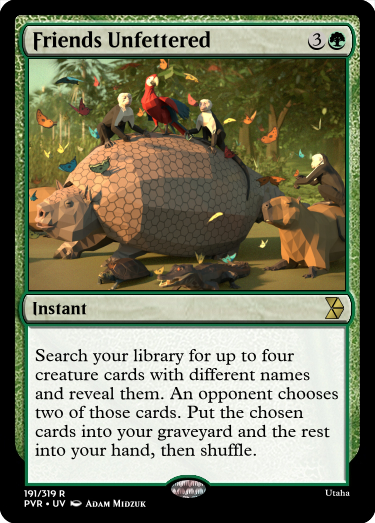 Friends Unfettered 3
Instant
Search your library for up to four
creature cards with different names
and reveal them. An opponent chooses
two of those cards. Put the chosen
cards into your graveyard and the rest
into your hand, then shuffle.
191/319 R Utaha
PVR • UV Adam Midzuk